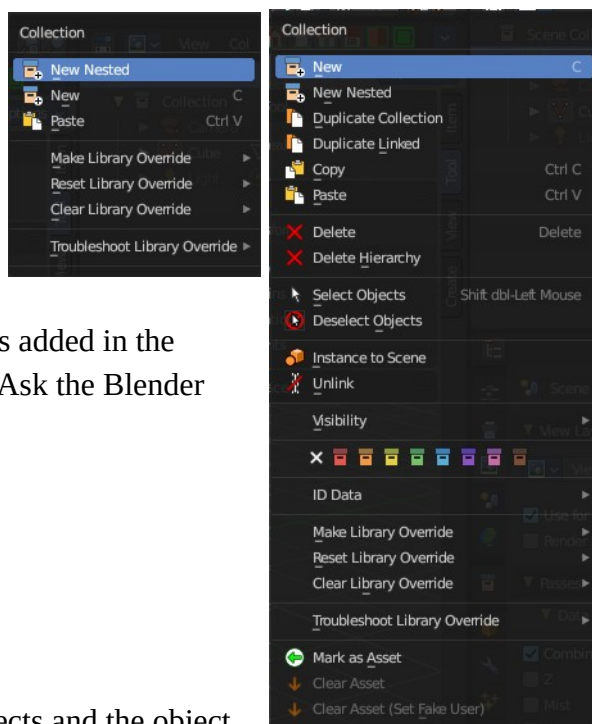 Collection
New Nested
New C
Paste Ctrl V
Make Library Override
Reset Library Override
Clear Library Override
Troubleshoot Library Override
s added in the
Ask the Blender
ects and the object
Collection
New C
New Nested
Duplicate Collection
Duplicate Linked
Copy Ctrl C
Paste Ctrl V
Delete Delete
Delete Hierarchy
Select Objects Shift dbl-Left Mouse
Deselect Objects
Instance to Scene
Unlink
Visibility
ID Data
Make Library Override
Reset Library Override
Clear Library Override
Troubleshoot Library Override
Mark as Asset
Clear Asset
Clear Asset (Set Fake User)